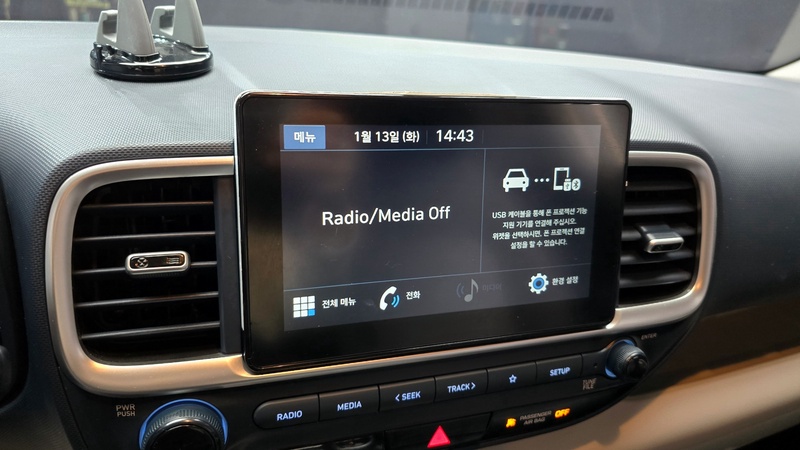 메뉴
1월 13일 (화)
14:43
Radio/Media Off
USB 케이블을 통해 폰 프로젝션 기능
지원 기기를 연결해 주십시오.
위젯을 선택하시면, 폰 프로젝션 연결
설정을 할 수 있습니다.
전체 메뉴
전화
미디어
환경 설정
PWR
PUSH
RADIO
MEDIA
< SEEK
TRACK >
☆
SETUP
ENTER
PASSENGER
AIR BAG
OFF